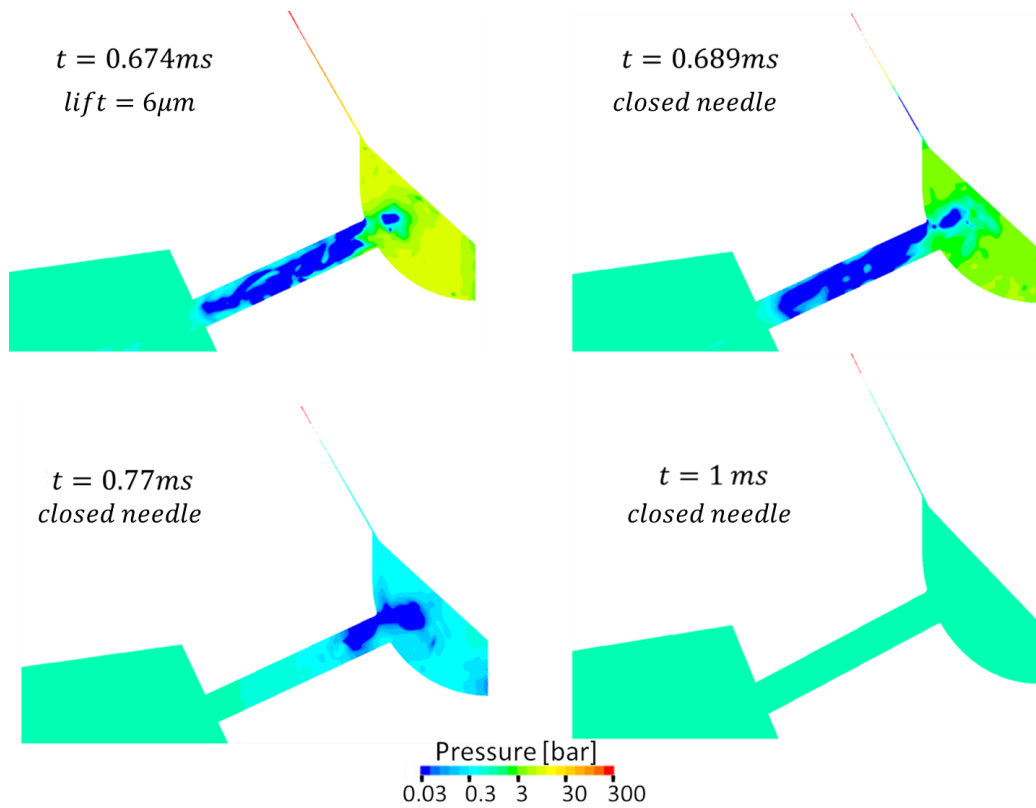 t = 0.674ms
lift = 6μm
t = 0.689ms
closed needle
t = 0.77ms
closed needle
t = 1 ms
closed needle
Pressure [bar]
0.03 0.3 3 30 300